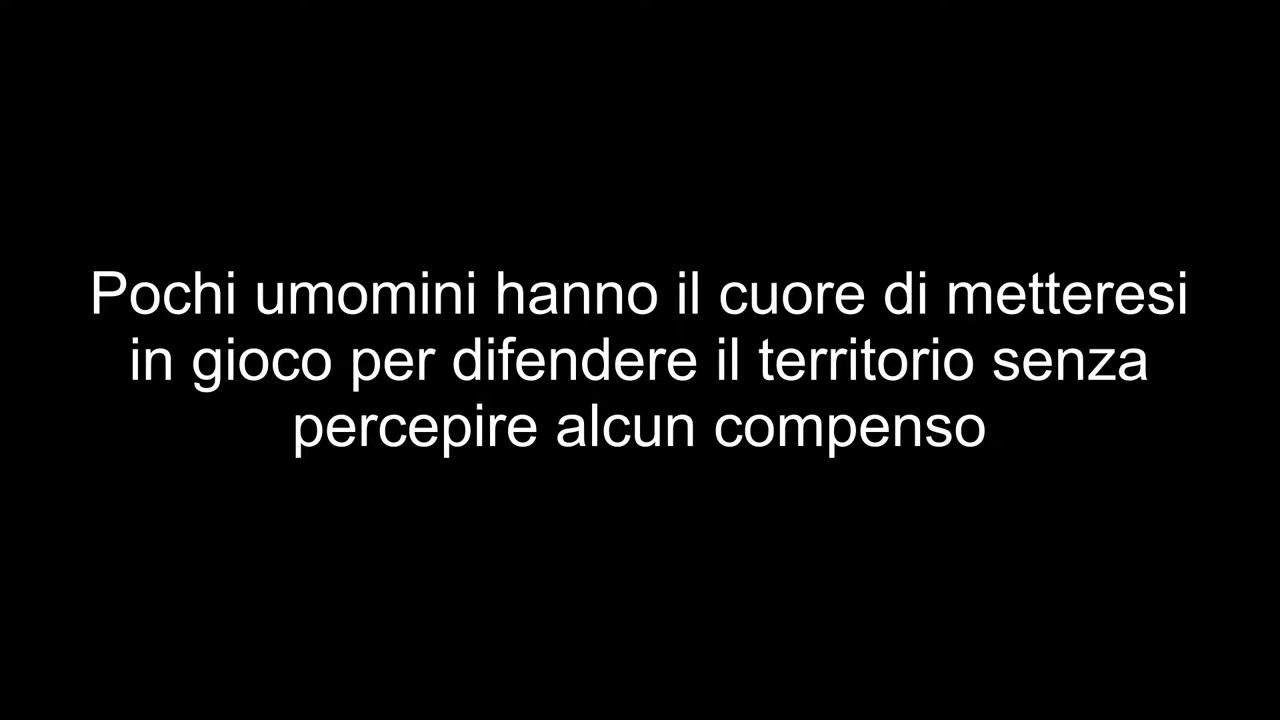 Pochi umomini hanno il cuore di metteresi
in gioco per difendere il territorio senza
percepire alcun compenso